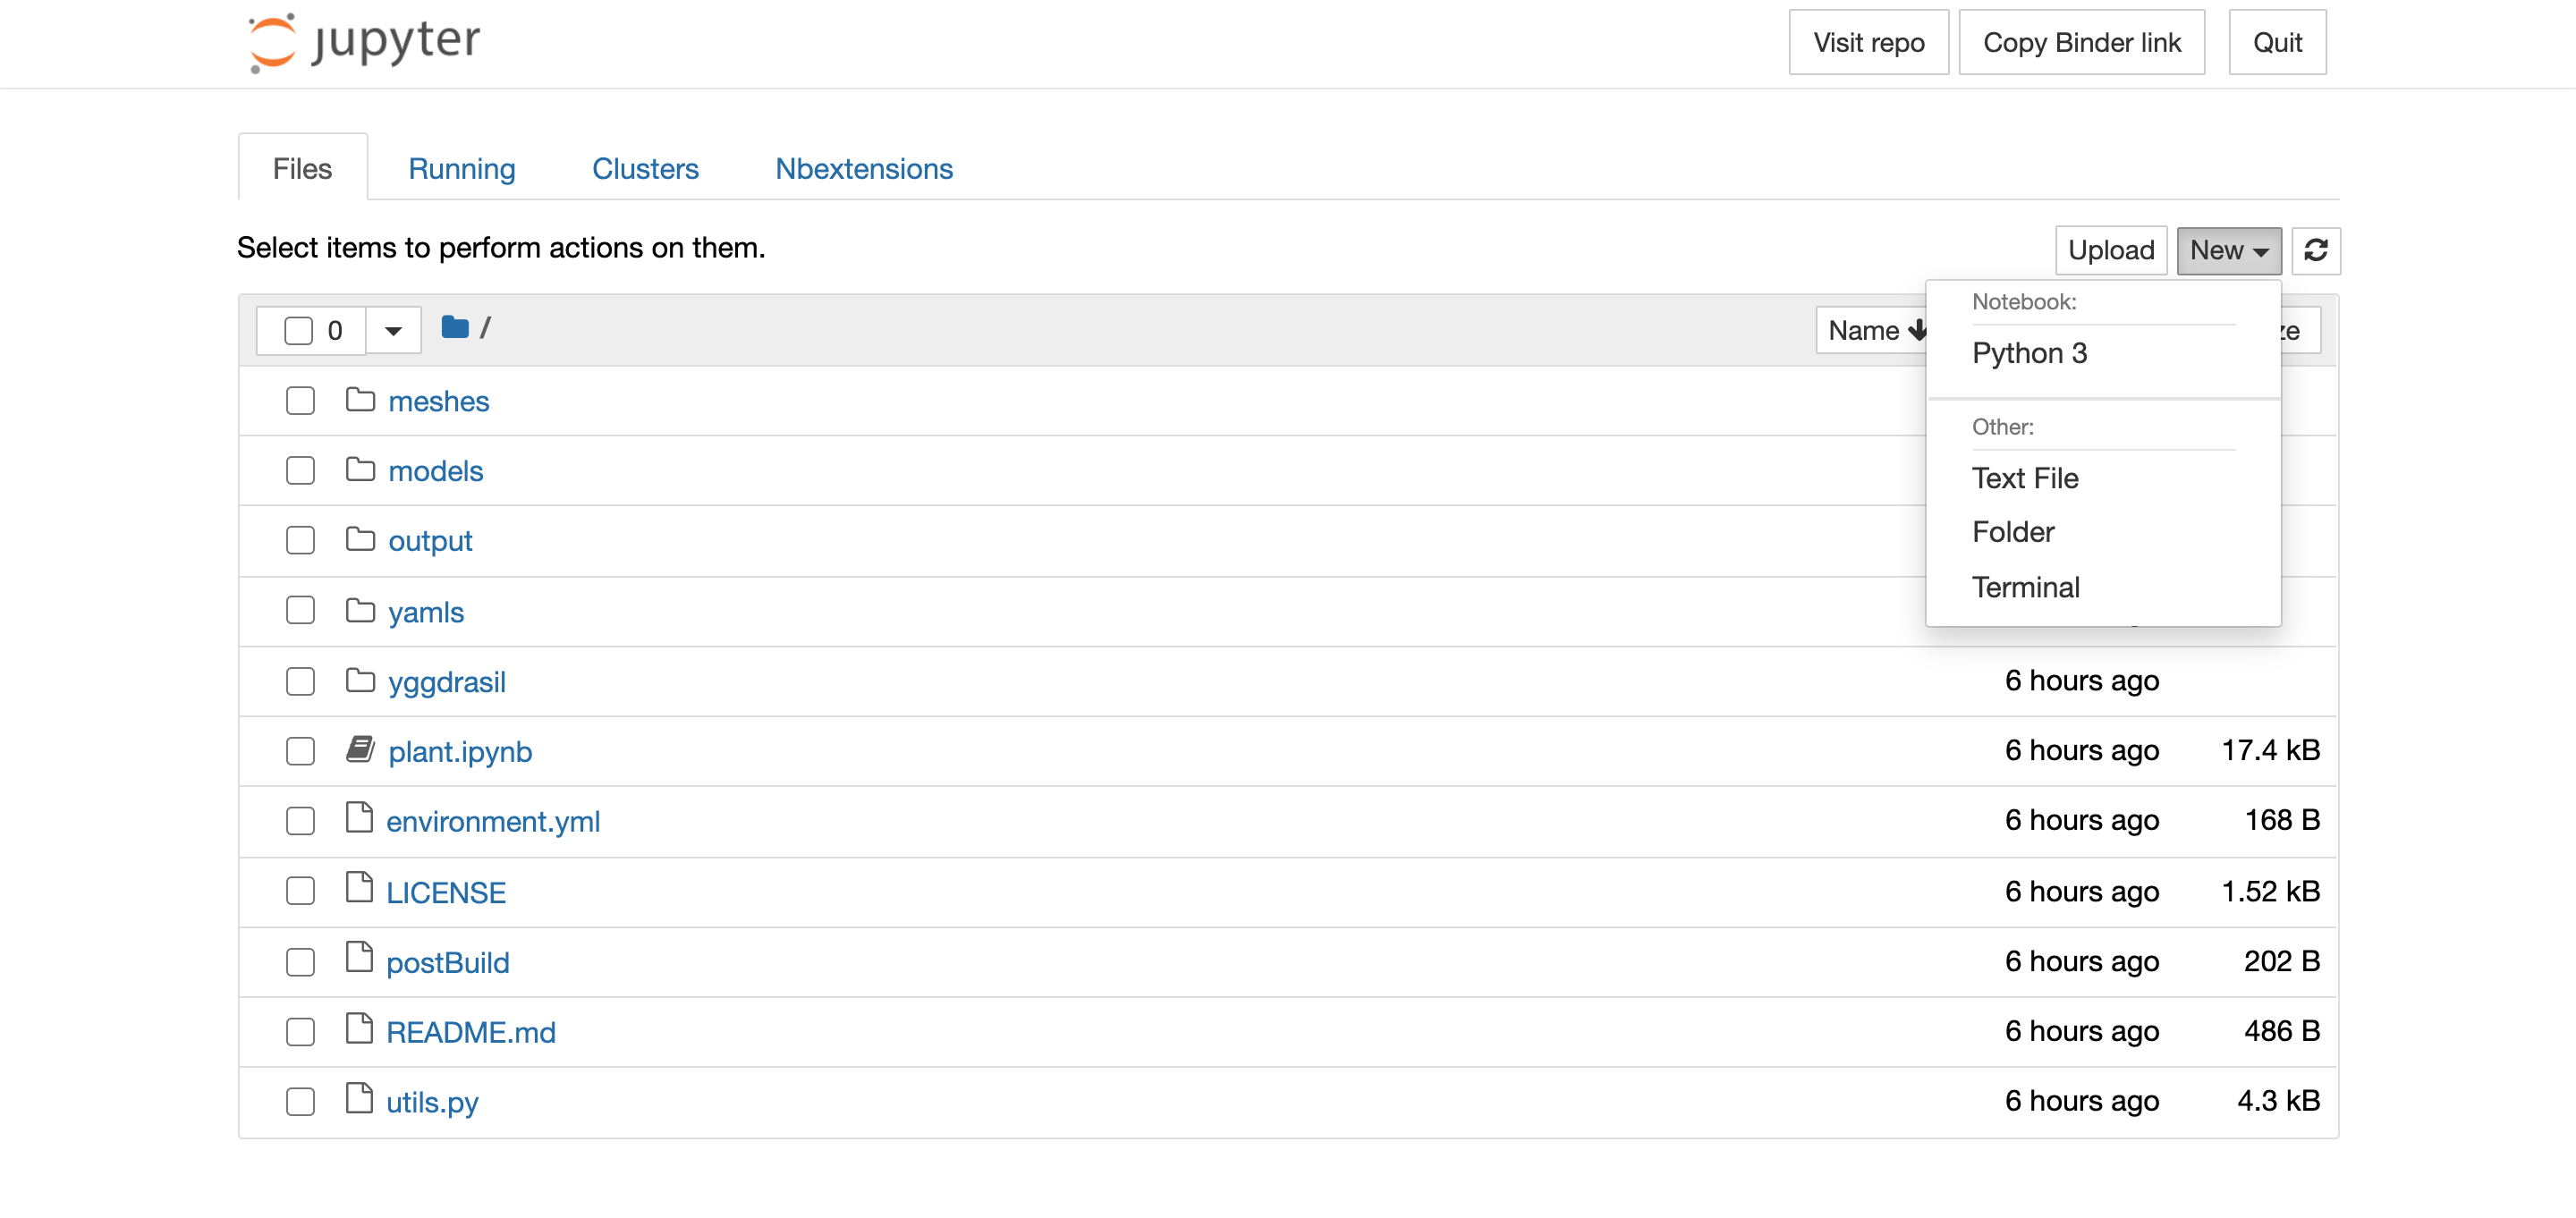 jupyter
Visit repo
Copy Binder link
Quit
Files
Running
Clusters
Nbextensions
Select items to perform actions on them.
Upload
New
0
/
Name
Notebook:
Python 3
Other:
Text File
Folder
Terminal
meshes
models
output
yamls
yggdrasil 6 hours ago
plant.ipynb 6 hours ago 17.4 kB
environment.yml 6 hours ago 168 B
LICENSE 6 hours ago 1.52 kB
postBuild 6 hours ago 202 B
README.md 6 hours ago 486 B
utils.py 6 hours ago 4.3 kB